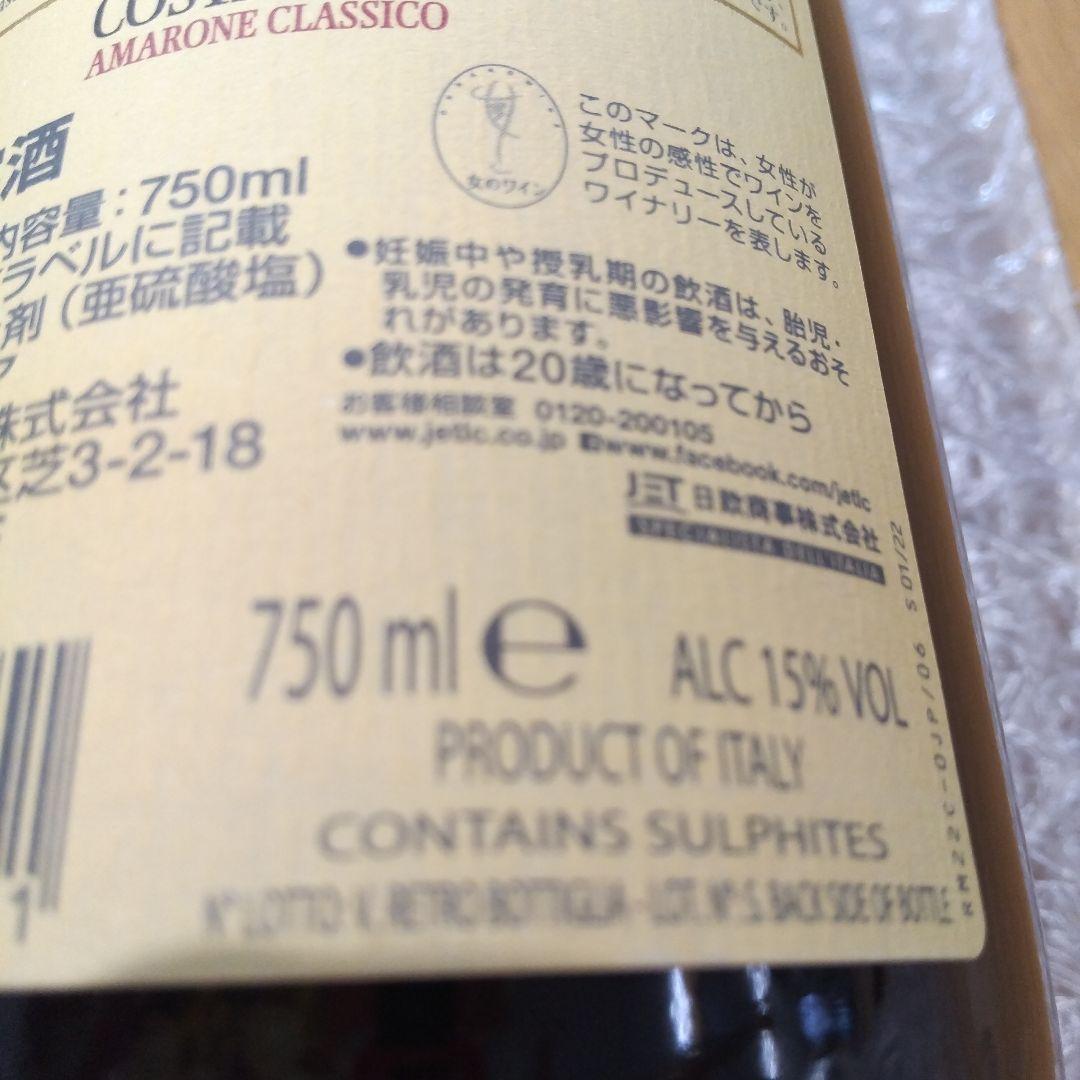 AMARONE CLASSICO
酒
内容量:750ml
ラベルに記載
剤(亜硫酸塩)
株式会社
区芝3-2-18
女のワイン
このマークは、女性が
女性の感性でワインを
プロデュースしている
ワイナリーを表します。
●妊娠中や授乳期の飲酒は、胎児・
乳児の発育に悪影響を与えるおそ
れがあります。
●飲酒は20歳になってから
お客様相談室 0120-200105
www.jetlc.co.jp www.facebook.com/jetlc
JET 日欧商事株式会社
SPECIALISTA DELL'ITALIA
S 01/22
750 ml e ALC 15% VOL
PRODUCT OF ITALY
CONTAINS SULPHITES
N° LOTTO: V. RETRO BOTTIGLIA - LOT. N°: S. BACK SIDE OF BOTTLE
1